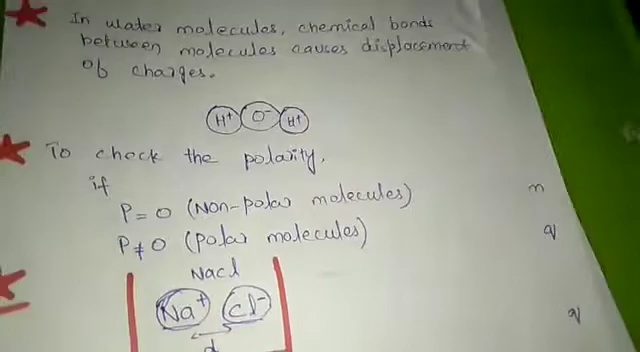 In water molecules, chemical bonds
between molecules causes displacement
of charges.
H⁺ O⁻ H⁺
To check the polarity,
if
P = 0 (Non-polar molecules)
P ≠ 0 (polar molecules)
Nacl
Na⁺ Cl⁻
d
n
q
q